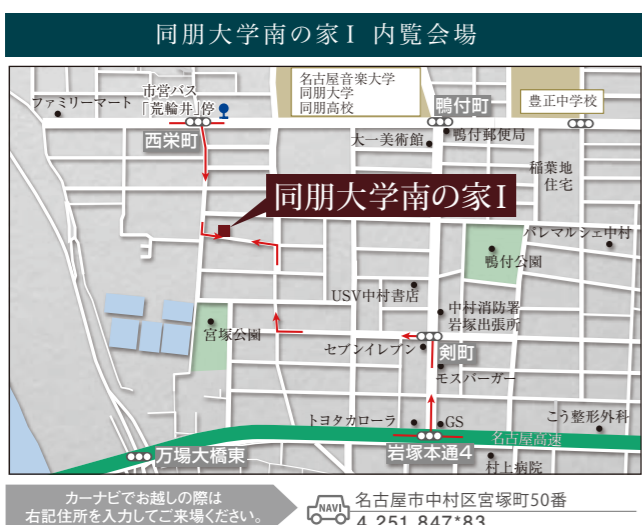 同朋大学南の家Ⅰ 内覧会場
市営バス
「荒輪井」停
ファミリーマート
西栄町
名古屋音楽大学
同朋大学
同朋高校
鴨付町
豊正中学校
大一美術館
鴨付郵便局
稲葉地
住宅
同朋大学南の家Ⅰ
パレマルシェ中村
鴨付公園
USV中村書店
中村消防署
岩塚出張所
宮塚公園
セブンイレブン
剣町
モスバーガー
トヨタカローラ
GS
こう整形外科
名古屋高速
万場大橋東
岩塚本通4
村上病院
カーナビでお越しの際は
右記住所を入力してご来場ください。
NAVI
名古屋市中村区宮塚町50番
4 251 847*83